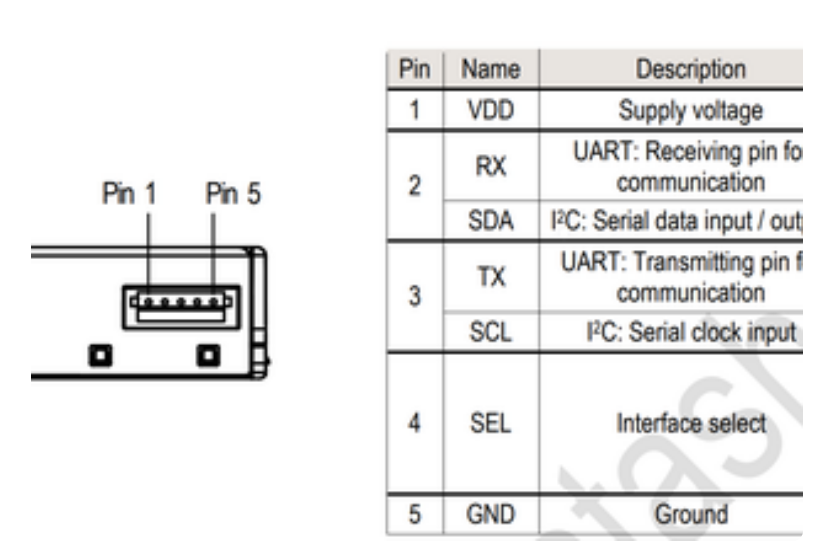 Pin 1 Pin 5
Pin Name Description
1 VDD Supply voltage
2 RX UART: Receiving pin fo
communication
SDA I²C: Serial data input / out
3 TX UART: Transmitting pin f
communication
SCL I²C: Serial clock input
4 SEL Interface select
5 GND Ground